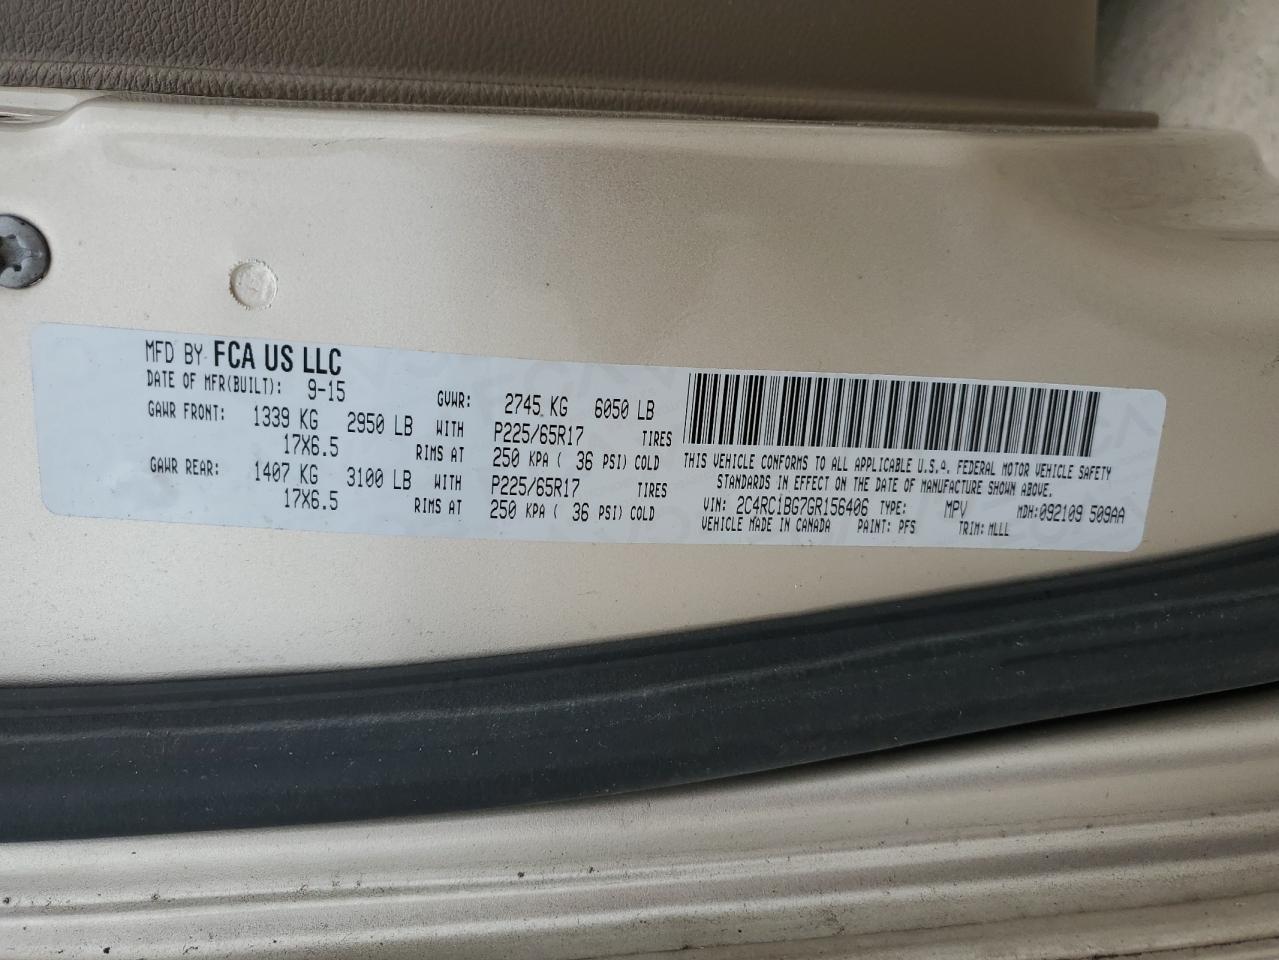 MFD BY FCA US LLC
DATE OF MFR(BUILT): 9-15 GVWR: 2745 KG 6050 LB
GAWR FRONT: 1339 KG 2950 LB WITH P225/65R17 TIRES
17X6.5 RIMS AT 250 KPA ( 36 PSI) COLD
GAWR REAR: 1407 KG 3100 LB WITH P225/65R17 TIRES
17X6.5 RIMS AT 250 KPA ( 36 PSI) COLD
THIS VEHICLE CONFORMS TO ALL APPLICABLE U.S.A. FEDERAL MOTOR VEHICLE SAFETY
STANDARDS IN EFFECT ON THE DATE OF MANUFACTURE SHOWN ABOVE.
VIN: 2C4RC1BG7GR156406 TYPE: MPV MDH:092109 509AA
VEHICLE MADE IN CANADA PAINT: PFS TRIM: MLLL